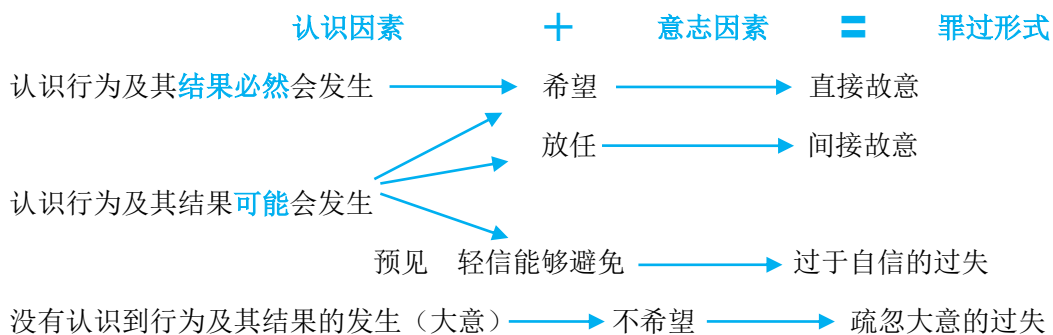 认识因素 + 意志因素 = 罪过形式
认识行为及其结果必然会发生 希望 直接故意
放任 间接故意
认识行为及其结果可能会发生
预见 轻信能够避免 过于自信的过失
没有认识到行为及其结果的发生（大意） 不希望 疏忽大意的过失